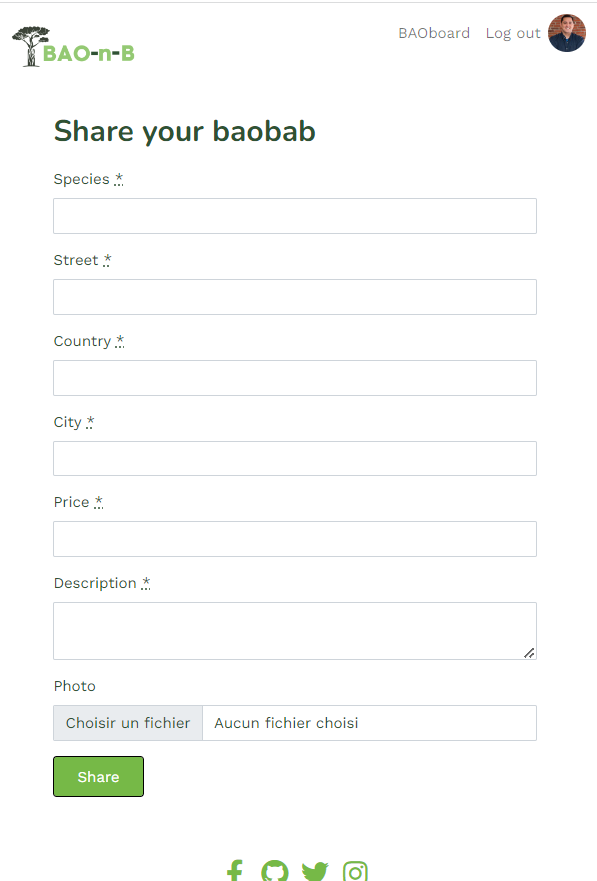 BAO-n-B
BAOboard Log out
Share your baobab
Species *
Street *
Country *
City *
Price *
Description *
Photo
Choisir un fichier Aucun fichier choisi
Share